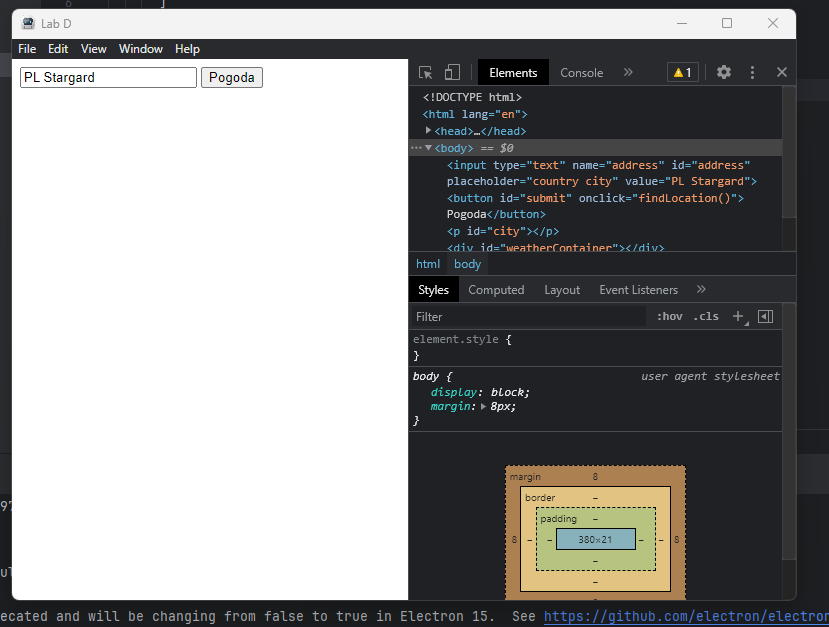 Lab D
File Edit View Window Help
PL Stargard Pogoda
Elements Console » 1
<!DOCTYPE html>
<html lang="en">
<head>…</head>
<body> == $0
<input type="text" name="address" id="address"
placeholder="country city" value="PL Stargard">
<button id="submit" onclick="findLocation()">
Pogoda</button>
<p id="city"></p>
<div id="weatherContainer"></div>
html body
Styles Computed Layout Event Listeners »
Filter :hov .cls +
element.style {
}
body { user agent stylesheet
display: block;
margin: 8px;
}
margin 8
border –
padding –
8 – – 380×21 – – 8
–
–
97
ul
ecated and will be changing from false to true in Electron 15. See https://github.com/electron/electron